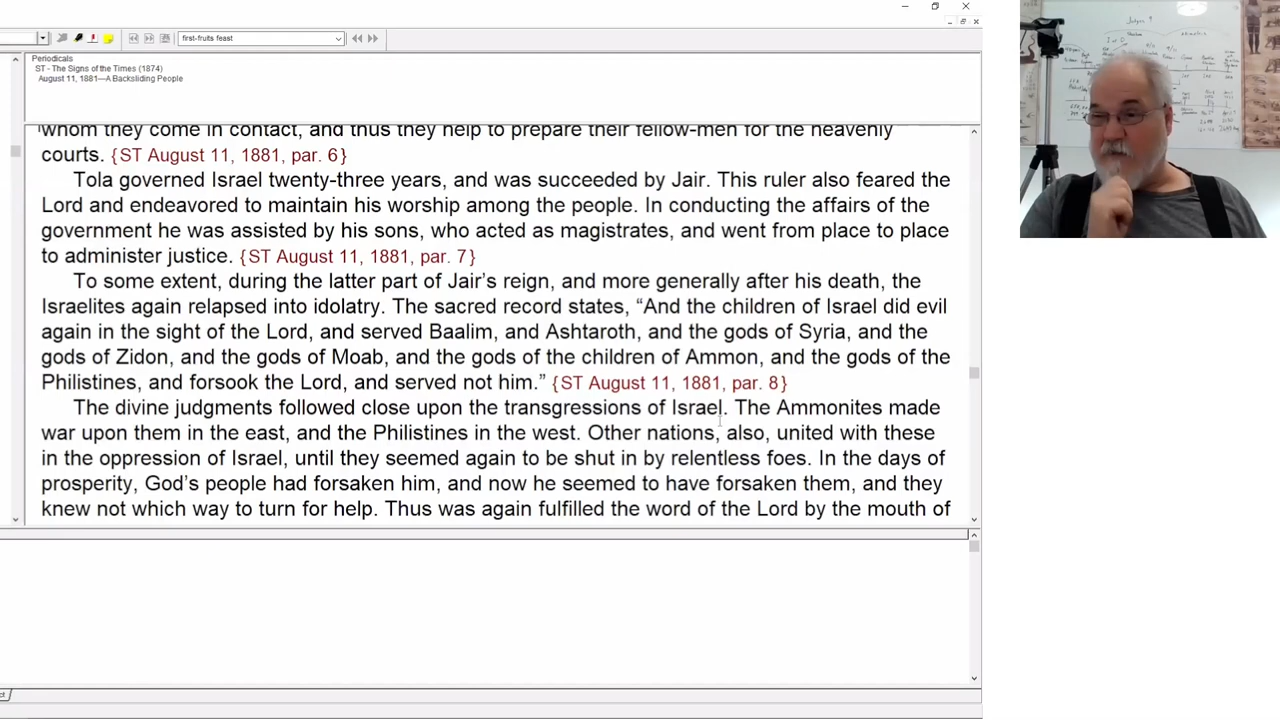 first-fruits feast
Periodicals
ST - The Signs of the Times (1874)
August 11, 1881—A Backsliding People
whom they come in contact, and thus they help to prepare their fellow-men for the heavenly
courts. {ST August 11, 1881, par. 6}
Tola governed Israel twenty-three years, and was succeeded by Jair. This ruler also feared the
Lord and endeavored to maintain his worship among the people. In conducting the affairs of the
government he was assisted by his sons, who acted as magistrates, and went from place to place
to administer justice. {ST August 11, 1881, par. 7}
To some extent, during the latter part of Jair’s reign, and more generally after his death, the
Israelites again relapsed into idolatry. The sacred record states, “And the children of Israel did evil
again in the sight of the Lord, and served Baalim, and Ashtaroth, and the gods of Syria, and the
gods of Zidon, and the gods of Moab, and the gods of the children of Ammon, and the gods of the
Philistines, and forsook the Lord, and served not him.” {ST August 11, 1881, par. 8}
The divine judgments followed close upon the transgressions of Israel. The Ammonites made
war upon them in the east, and the Philistines in the west. Other nations, also, united with these
in the oppression of Israel, until they seemed again to be shut in by relentless foes. In the days of
prosperity, God’s people had forsaken him, and now he seemed to have forsaken them, and they
knew not which way to turn for help. Thus was again fulfilled the word of the Lord by the mouth of
Judges 9